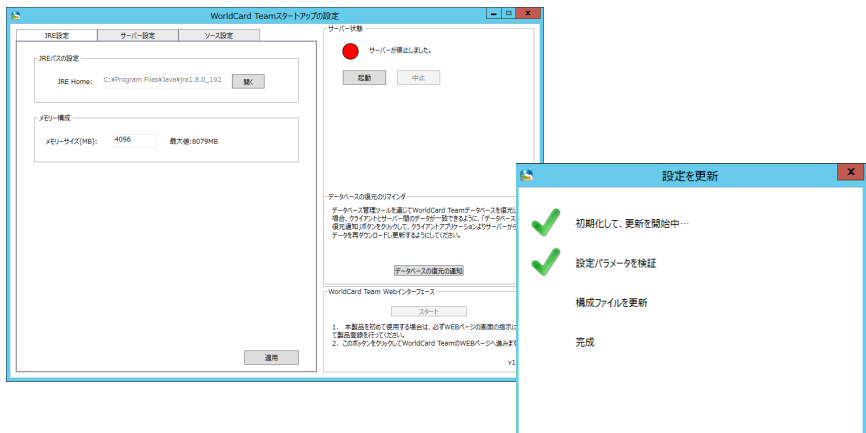 WorldCard Teamスタートアップの設定
JRE設定
サーバー設定
ソース設定
JREパスの設定
JRE Home:
C:¥Program Files¥Java¥jre1.8.0_192
開く
メモリー構成
メモリーサイズ(MB):
4096
最大値:8079MB
適用
サーバー状態
サーバーが停止しました。
起動
中止
データベースの復元のリマインダ
データベース管理ツールを通じてWorldCard Teamデータベースを復元し
場合、クライアントとサーバー間のデータが一致できるように、「データベース
復元通知」ボタンをクリックして、クライアントアプリケーションよりサーバーから
データを再ダウンロードし更新するようにしてください。
データベースの復元の通知
WorldCard Team Webインターフェース
スタート
1. 本製品を初めて使用する場合は、必ずWEBページの画面の指示に
て製品登録を行ってください。
2. このボタンをクリックしてWorldCard TeamのWEBページへ進みま
v1
設定を更新
初期化して、更新を開始中…
設定パラメータを検証
構成ファイルを更新
完成